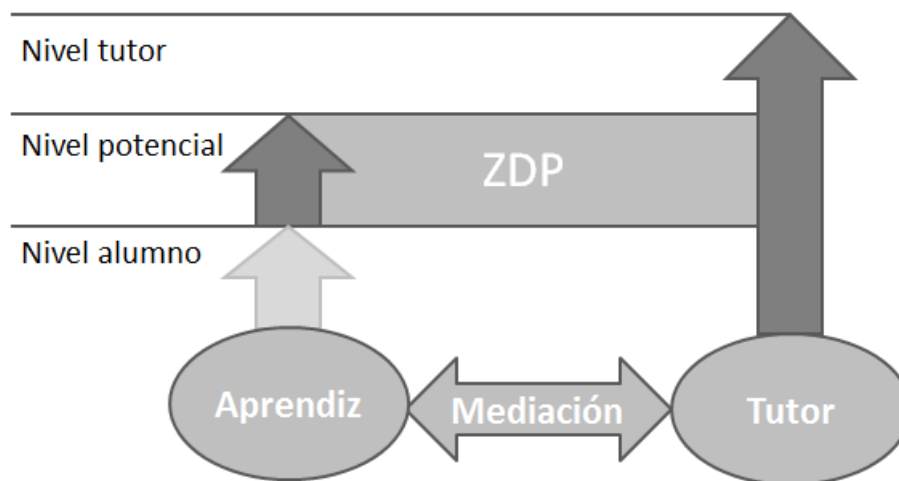 Nivel tutor
Nivel potencial
ZDP
Nivel alumno
Aprendiz
Mediación
Tutor